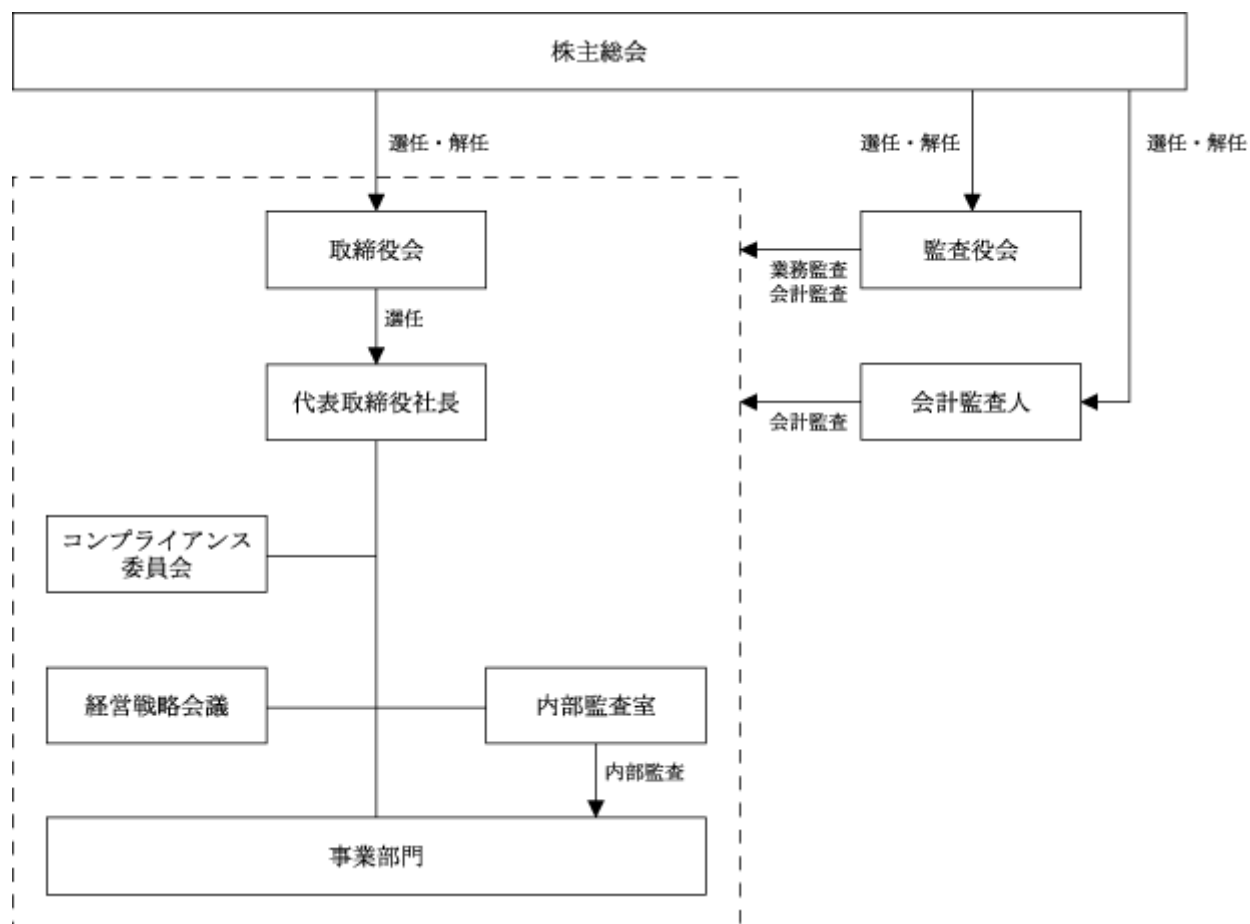 株主総会
選任・解任
選任・解任
選任・解任
取締役会
監査役会
業務監査
会計監査
選任
代表取締役社長
会計監査人
会計監査
コンプライアンス
委員会
経営戦略会議
内部監査室
内部監査
事業部門